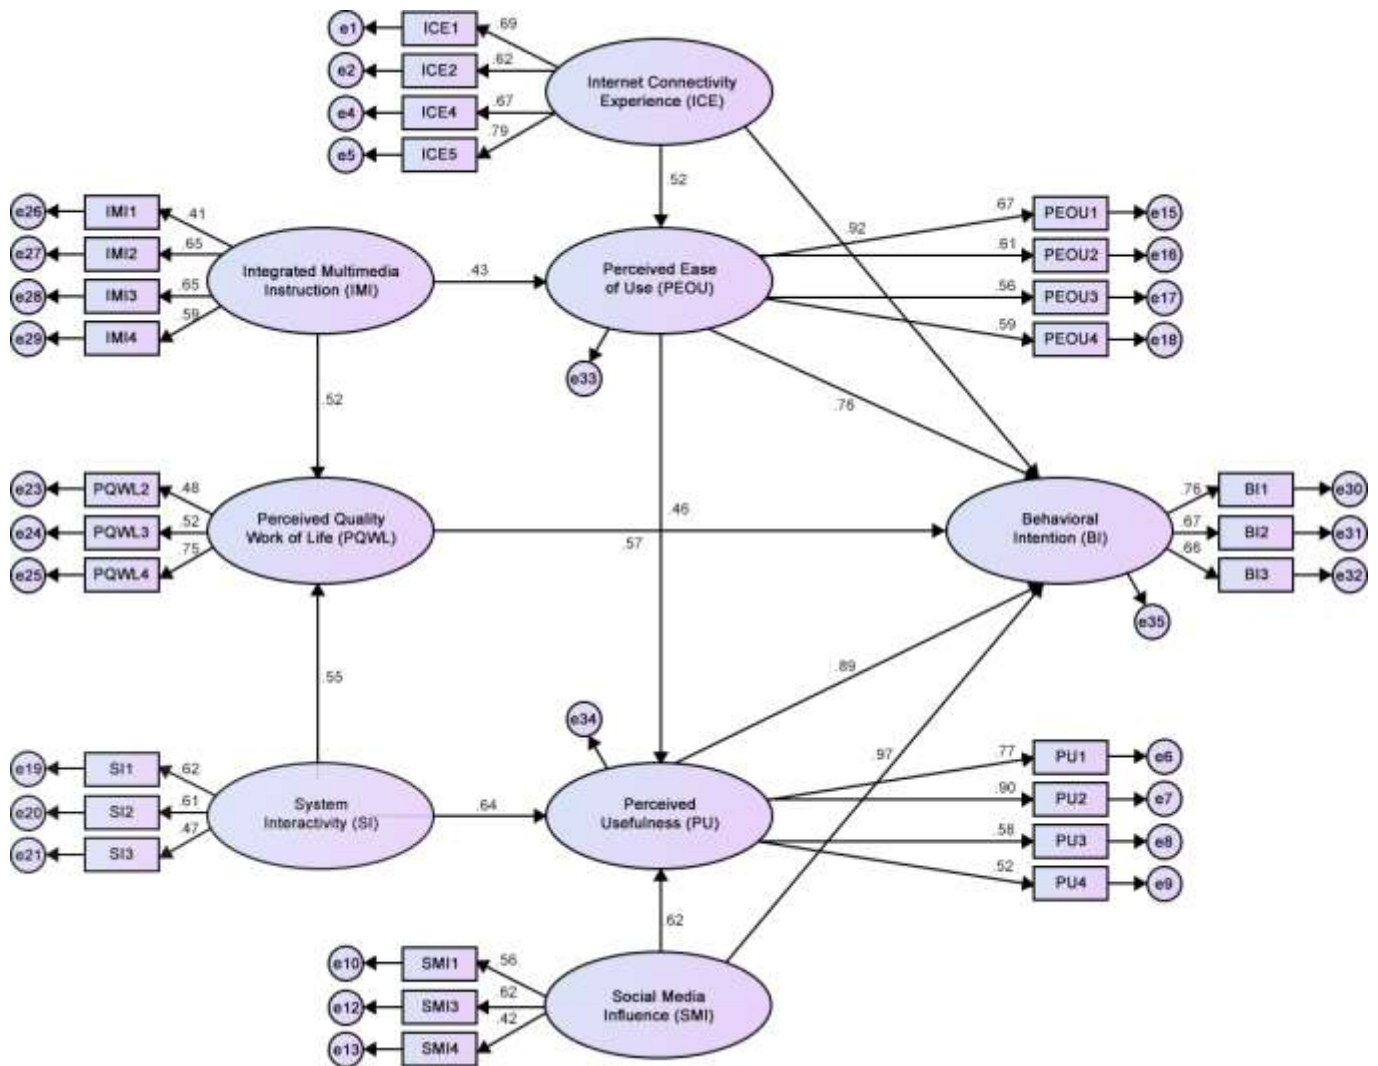 e1 ICE1 .69
e2 ICE2 .62
e4 ICE4 .67
e5 ICE5 .79
Internet Connectivity
Experience (ICE)
.52
.92
e26 IMI1 .41
e27 IMI2 .65
e28 IMI3 .65
e29 IMI4 .59
Integrated Multimedia
Instruction (IMI)
.43
Perceived Ease
of Use (PEOU)
.67 PEOU1 e15
.61 PEOU2 e16
.56 PEOU3 e17
.59 PEOU4 e18
e33
.52
.76
e23 PQWL2 .48
e24 PQWL3 .52
e25 PQWL4 .75
Perceived Quality
Work of Life (PQWL)
.46
.57
Behavioral
Intention (BI)
.76 BI1 e30
.67 BI2 e31
.66 BI3 e32
e35
.55
.89
e34
e19 SI1 .62
e20 SI2 .61
e21 SI3 .47
System
Interactivity (SI)
.64
Perceived
Usefulness (PU)
.97
.77 PU1 e6
.90 PU2 e7
.58 PU3 e8
.52 PU4 e9
.62
e10 SMI1 .56
e12 SMI3 .62
e13 SMI4 .42
Social Media
Influence (SMI)